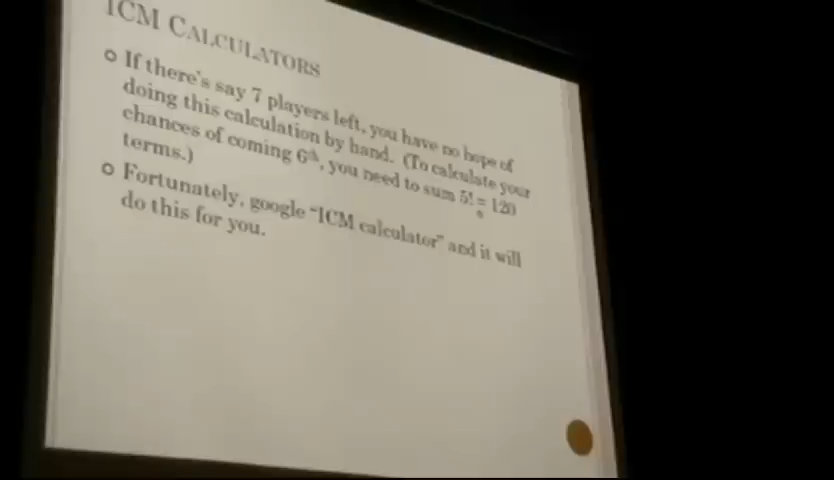 ICM CALCULATORS
If there's say 7 players left, you have no hope of
doing this calculation by hand. (To calculate your
chances of coming 6th, you need to sum 5! = 120
terms.)
Fortunately, google "ICM calculator" and it will
do this for you.